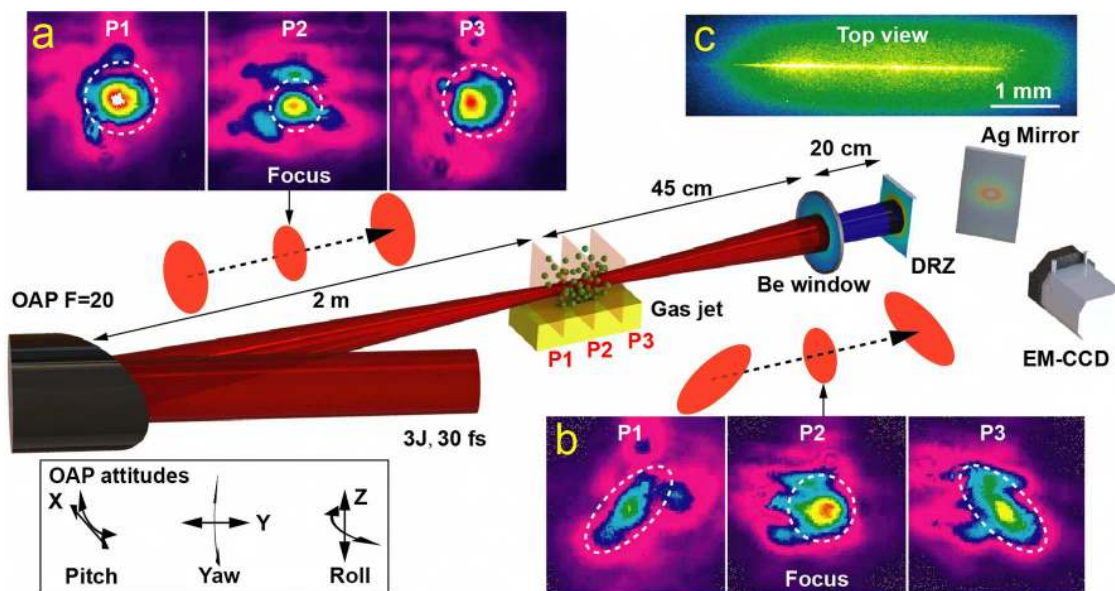 a
P1
P2
P3
Focus
c
Top view
1 mm
Ag Mirror
20 cm
45 cm
2 m
OAP F=20
DRZ
Be window
Gas jet
P1
P2
P3
EM-CCD
3J, 30 fs
OAP attitudes
X
Y
Z
Pitch
Yaw
Roll
b
P1
P2
P3
Focus